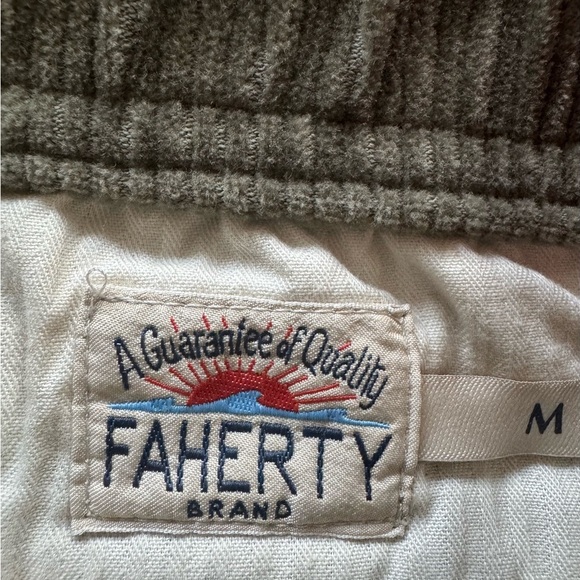 A Guarantee of Quality
FAHERTY
BRAND
M